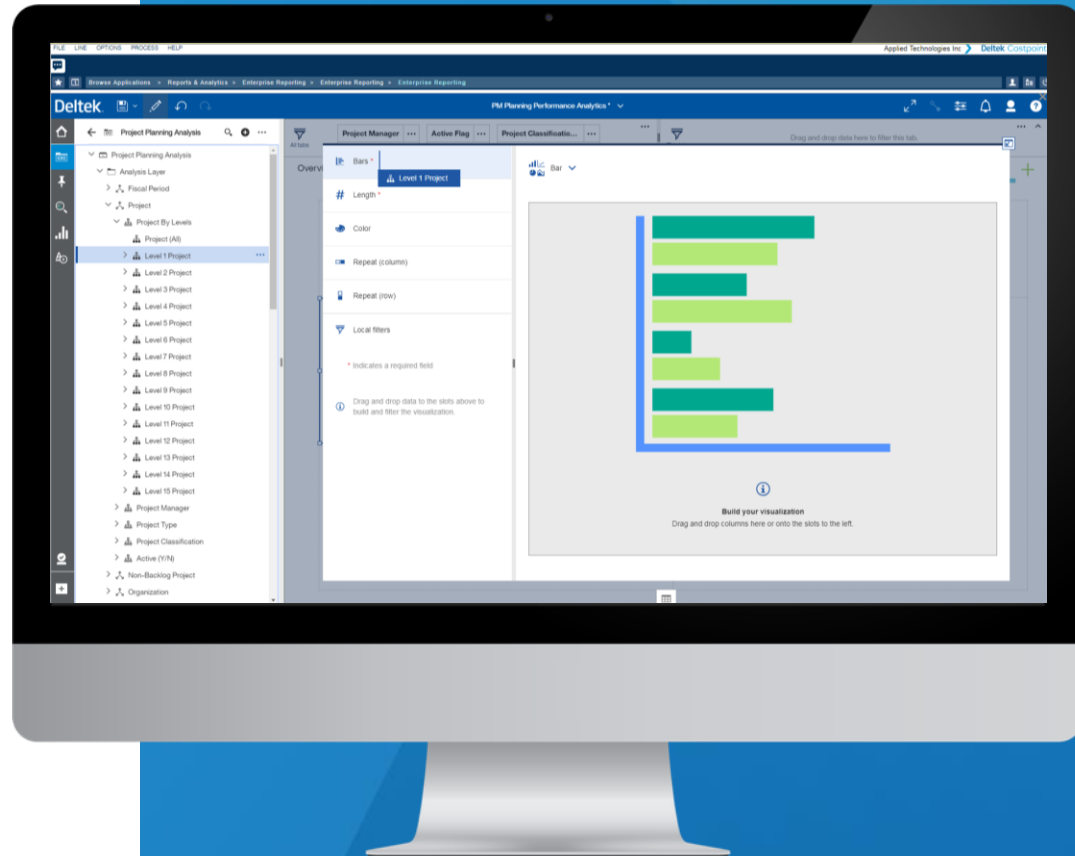 FILE LINE OPTIONS PROCESS HELP
Applied Technologies Inc Deltek Costpoint
Browse Applications > Reports & Analytics > Enterprise Reporting > Enterprise Reporting > Enterprise Reporting
Deltek.
PM Planning Performance Analytics *
Project Planning Analysis
All tabs
Project Manager
Active Flag
Project Classificatio...
Drag and drop data here to filter this tab.
Project Planning Analysis
Analysis Layer
Fiscal Period
Project
Project By Levels
Project (All)
Level 1 Project
Level 2 Project
Level 3 Project
Level 4 Project
Level 5 Project
Level 6 Project
Level 7 Project
Level 8 Project
Level 9 Project
Level 10 Project
Level 11 Project
Level 12 Project
Level 13 Project
Level 14 Project
Level 15 Project
Project Manager
Project Type
Project Classification
Active (Y/N)
Non-Backlog Project
Organization
Overvi
Bars *
Level 1 Project
Length *
Color
Repeat (column)
Repeat (row)
Local filters
* Indicates a required field
Drag and drop data to the slots above to
build and filter the visualization.
Bar
Build your visualization
Drag and drop columns here or onto the slots to the left.